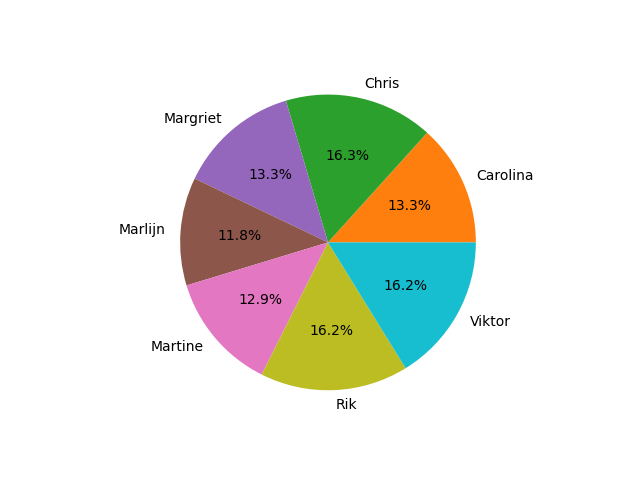 Chris
Margriet
16.3%
Carolina
13.3%
13.3%
Marlijn
11.8%
16.2%
12.9%
Viktor
16.2%
Martine
Rik